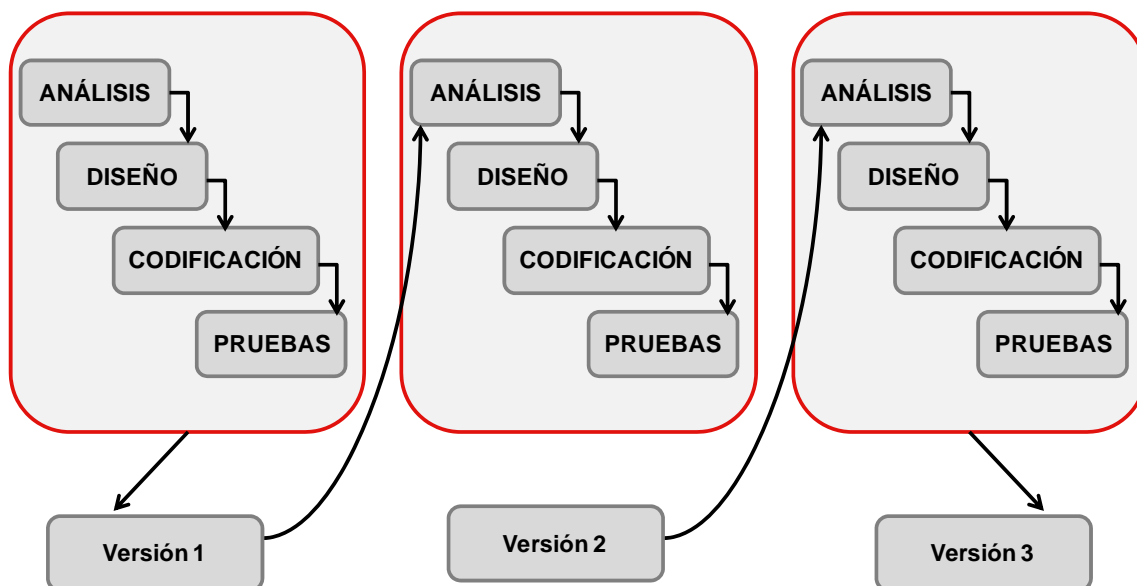 ANÁLISIS
DISEÑO
CODIFICACIÓN
PRUEBAS
ANÁLISIS
DISEÑO
CODIFICACIÓN
PRUEBAS
ANÁLISIS
DISEÑO
CODIFICACIÓN
PRUEBAS
Versión 1
Versión 2
Versión 3